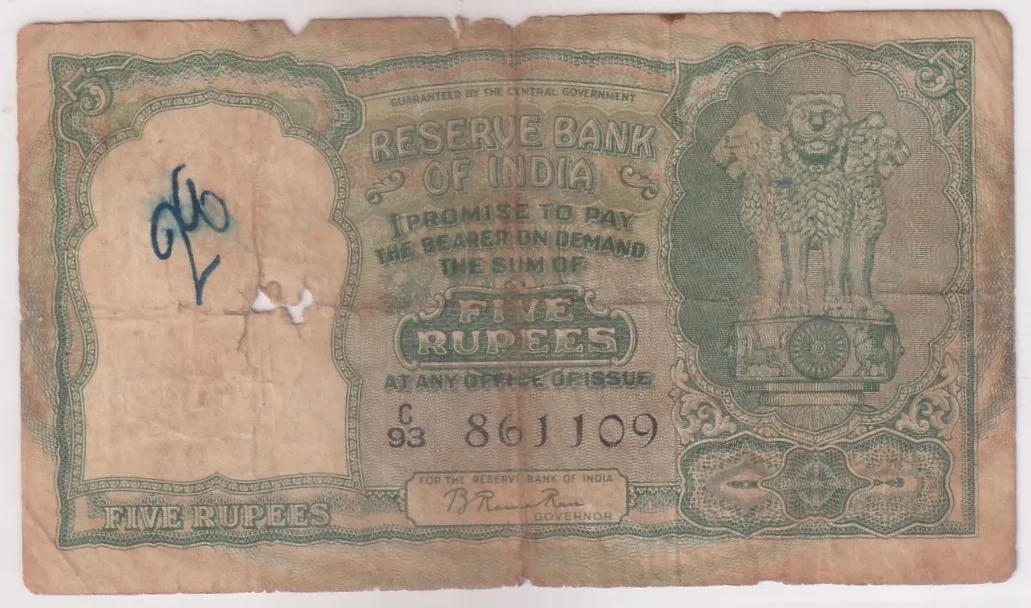 5
5
GUARANTEED BY THE CENTRAL GOVERNMENT
RESERVE BANK
OF INDIA
I PROMISE TO PAY
THE BEARER ON DEMAND
THE SUM OF
FIVE
RUPEES
AT ANY OFFICE OF ISSUE
C
93 861109
FOR THE RESERVE BANK OF INDIA
B Rama Rau
GOVERNOR
FIVE RUPEES